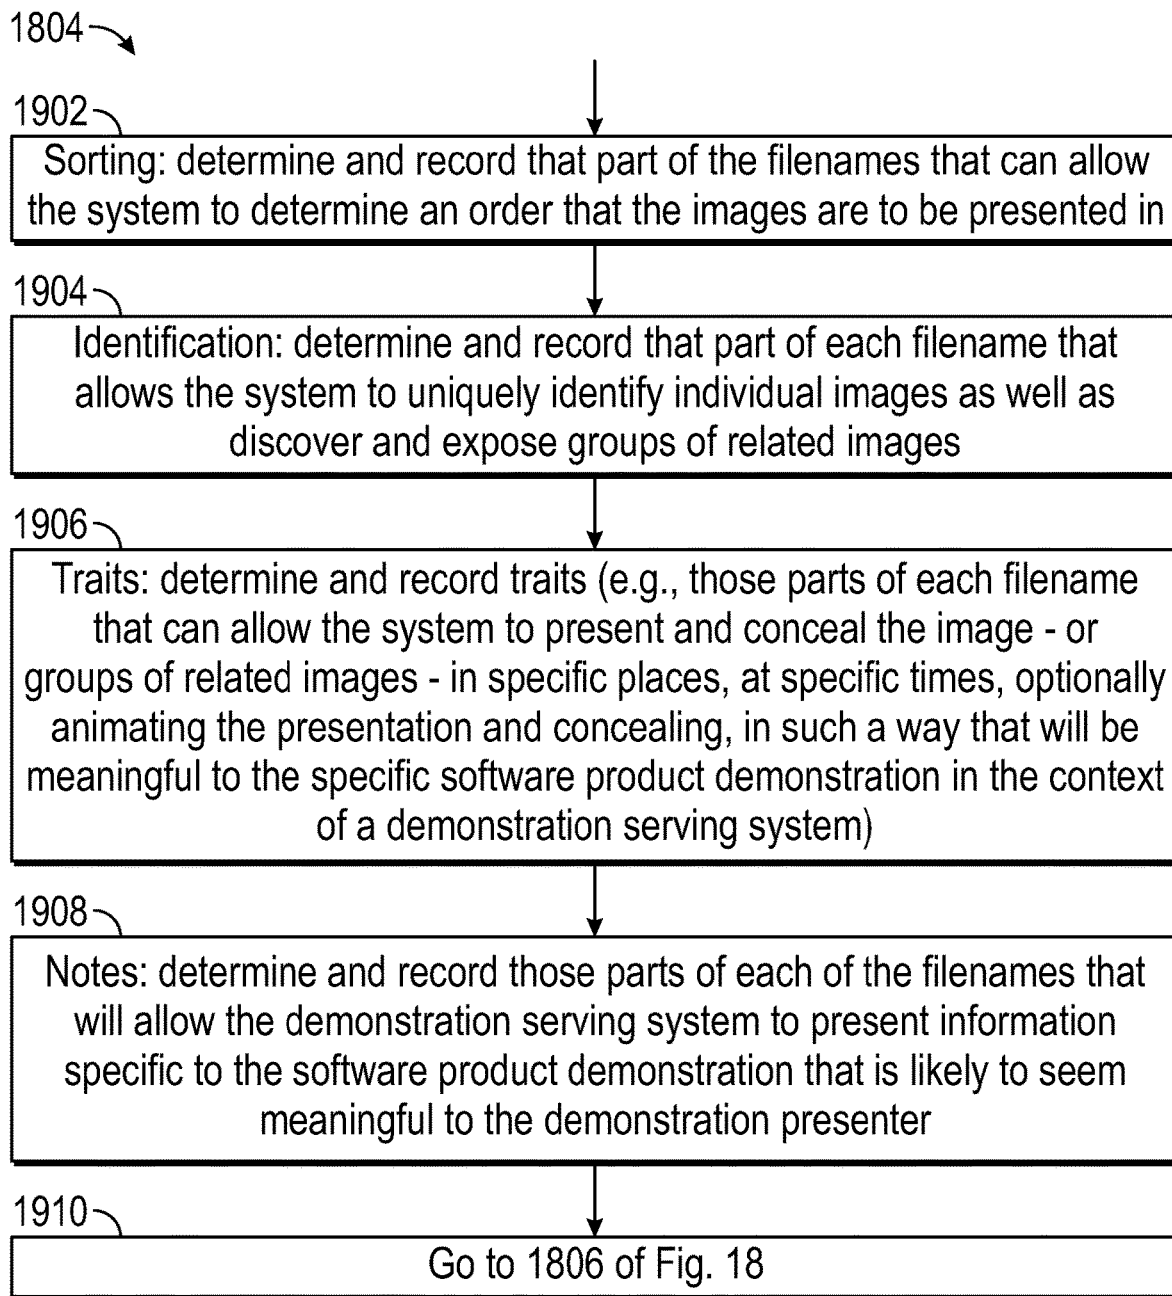 1804
1902
Sorting: determine and record that part of the filenames that can allow
the system to determine an order that the images are to be presented in
1904
Identification: determine and record that part of each filename that
allows the system to uniquely identify individual images as well as
discover and expose groups of related images
1906
Traits: determine and record traits (e.g., those parts of each filename
that can allow the system to present and conceal the image - or
groups of related images - in specific places, at specific times, optionally
animating the presentation and concealing, in such a way that will be
meaningful to the specific software product demonstration in the context
of a demonstration serving system)
1908
Notes: determine and record those parts of each of the filenames that
will allow the demonstration serving system to present information
specific to the software product demonstration that is likely to seem
meaningful to the demonstration presenter
1910
Go to 1806 of Fig. 18